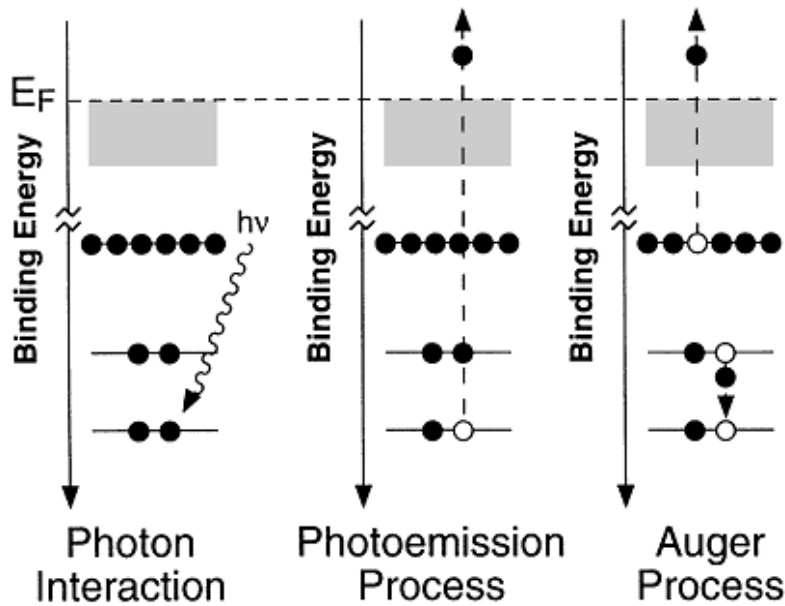 E_F
Binding Energy
hν
Binding Energy
Binding Energy
Photon
Interaction
Photoemission
Process
Auger
Process